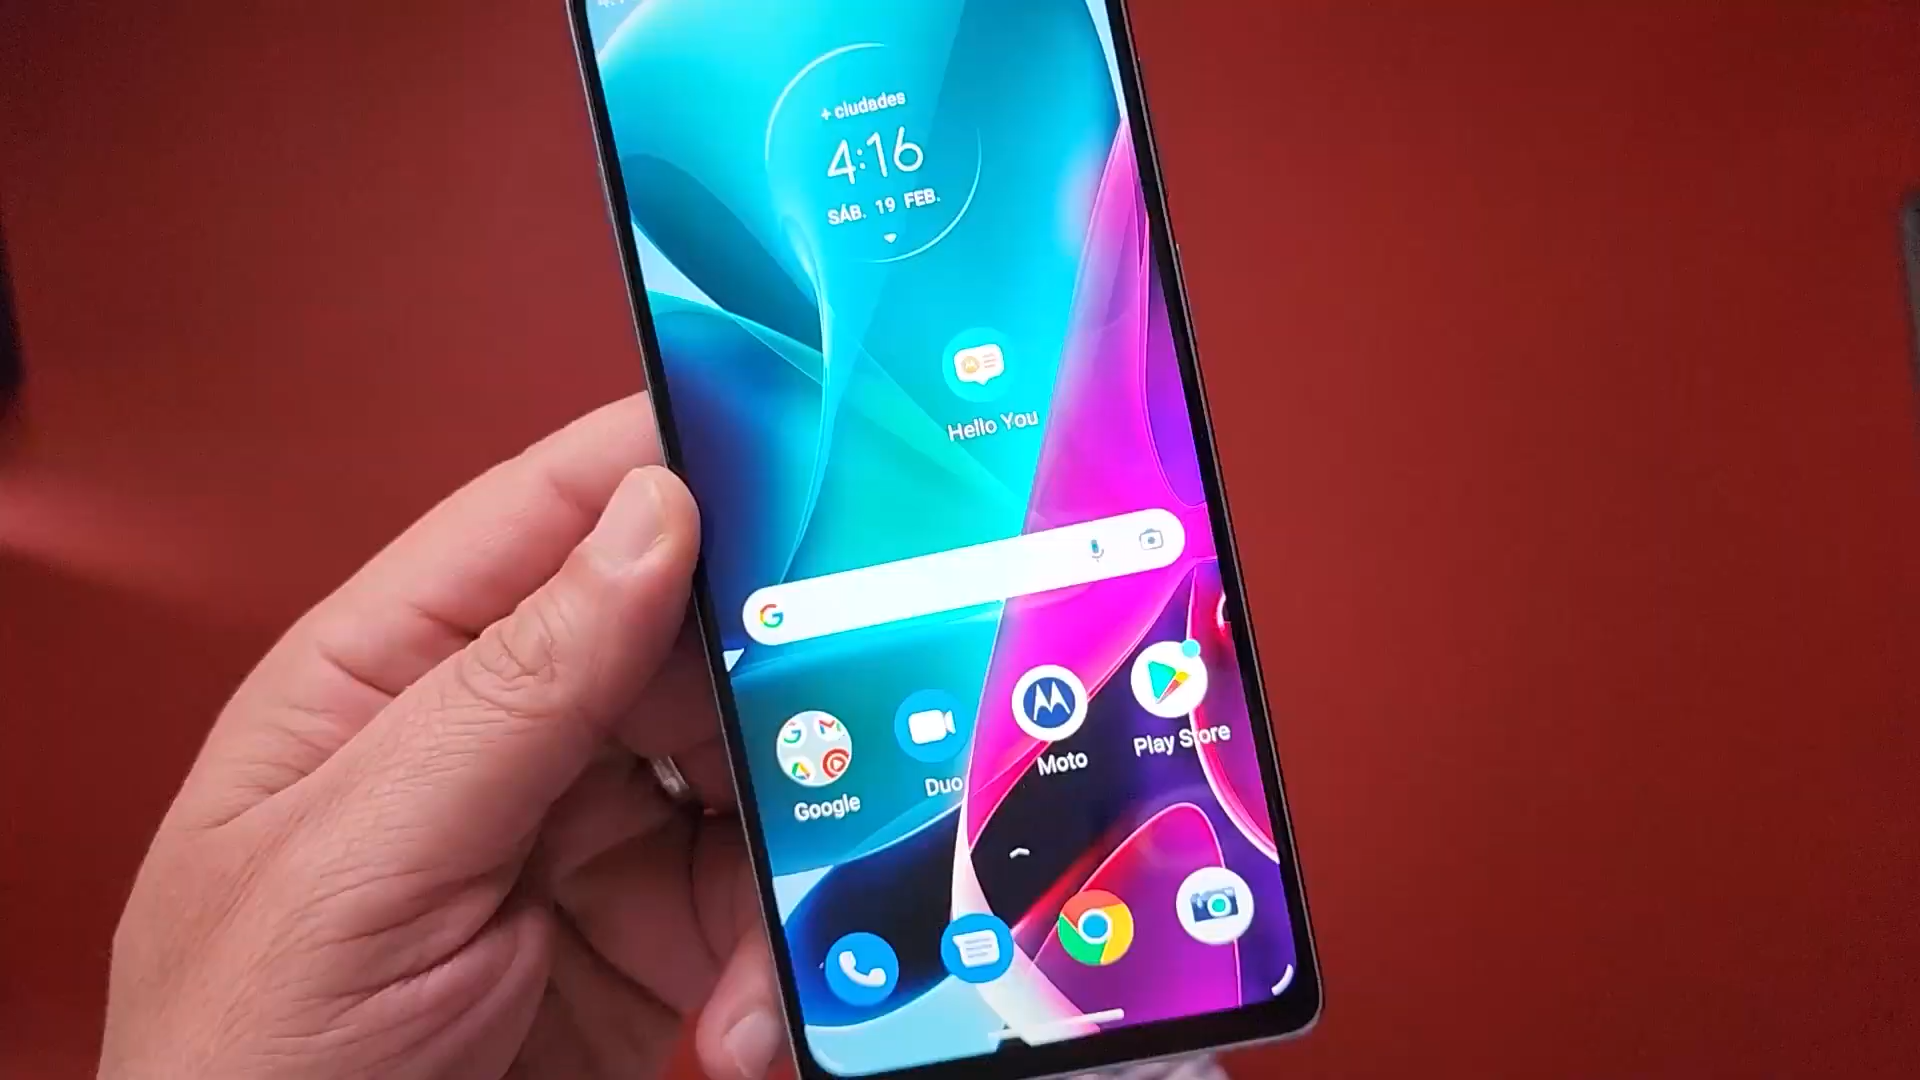 + ciudades
4:16
SÁB. 19 FEB.
Hello You
Google
Duo
Moto
Play Store